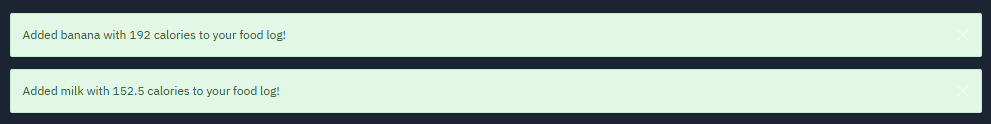 Added banana with 192 calories to your food log!
Added milk with 152.5 calories to your food log!